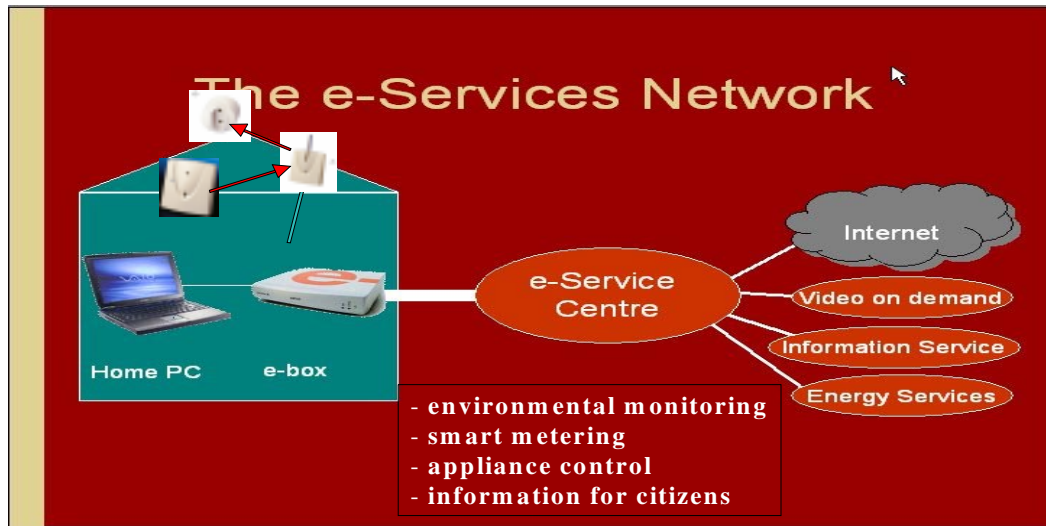 The e-Services Network
Internet
e-Service
Centre
Video on demand
Information Service
Energy Services
Home PC
e-box
- environmental monitoring
- smart metering
- appliance control
- information for citizens